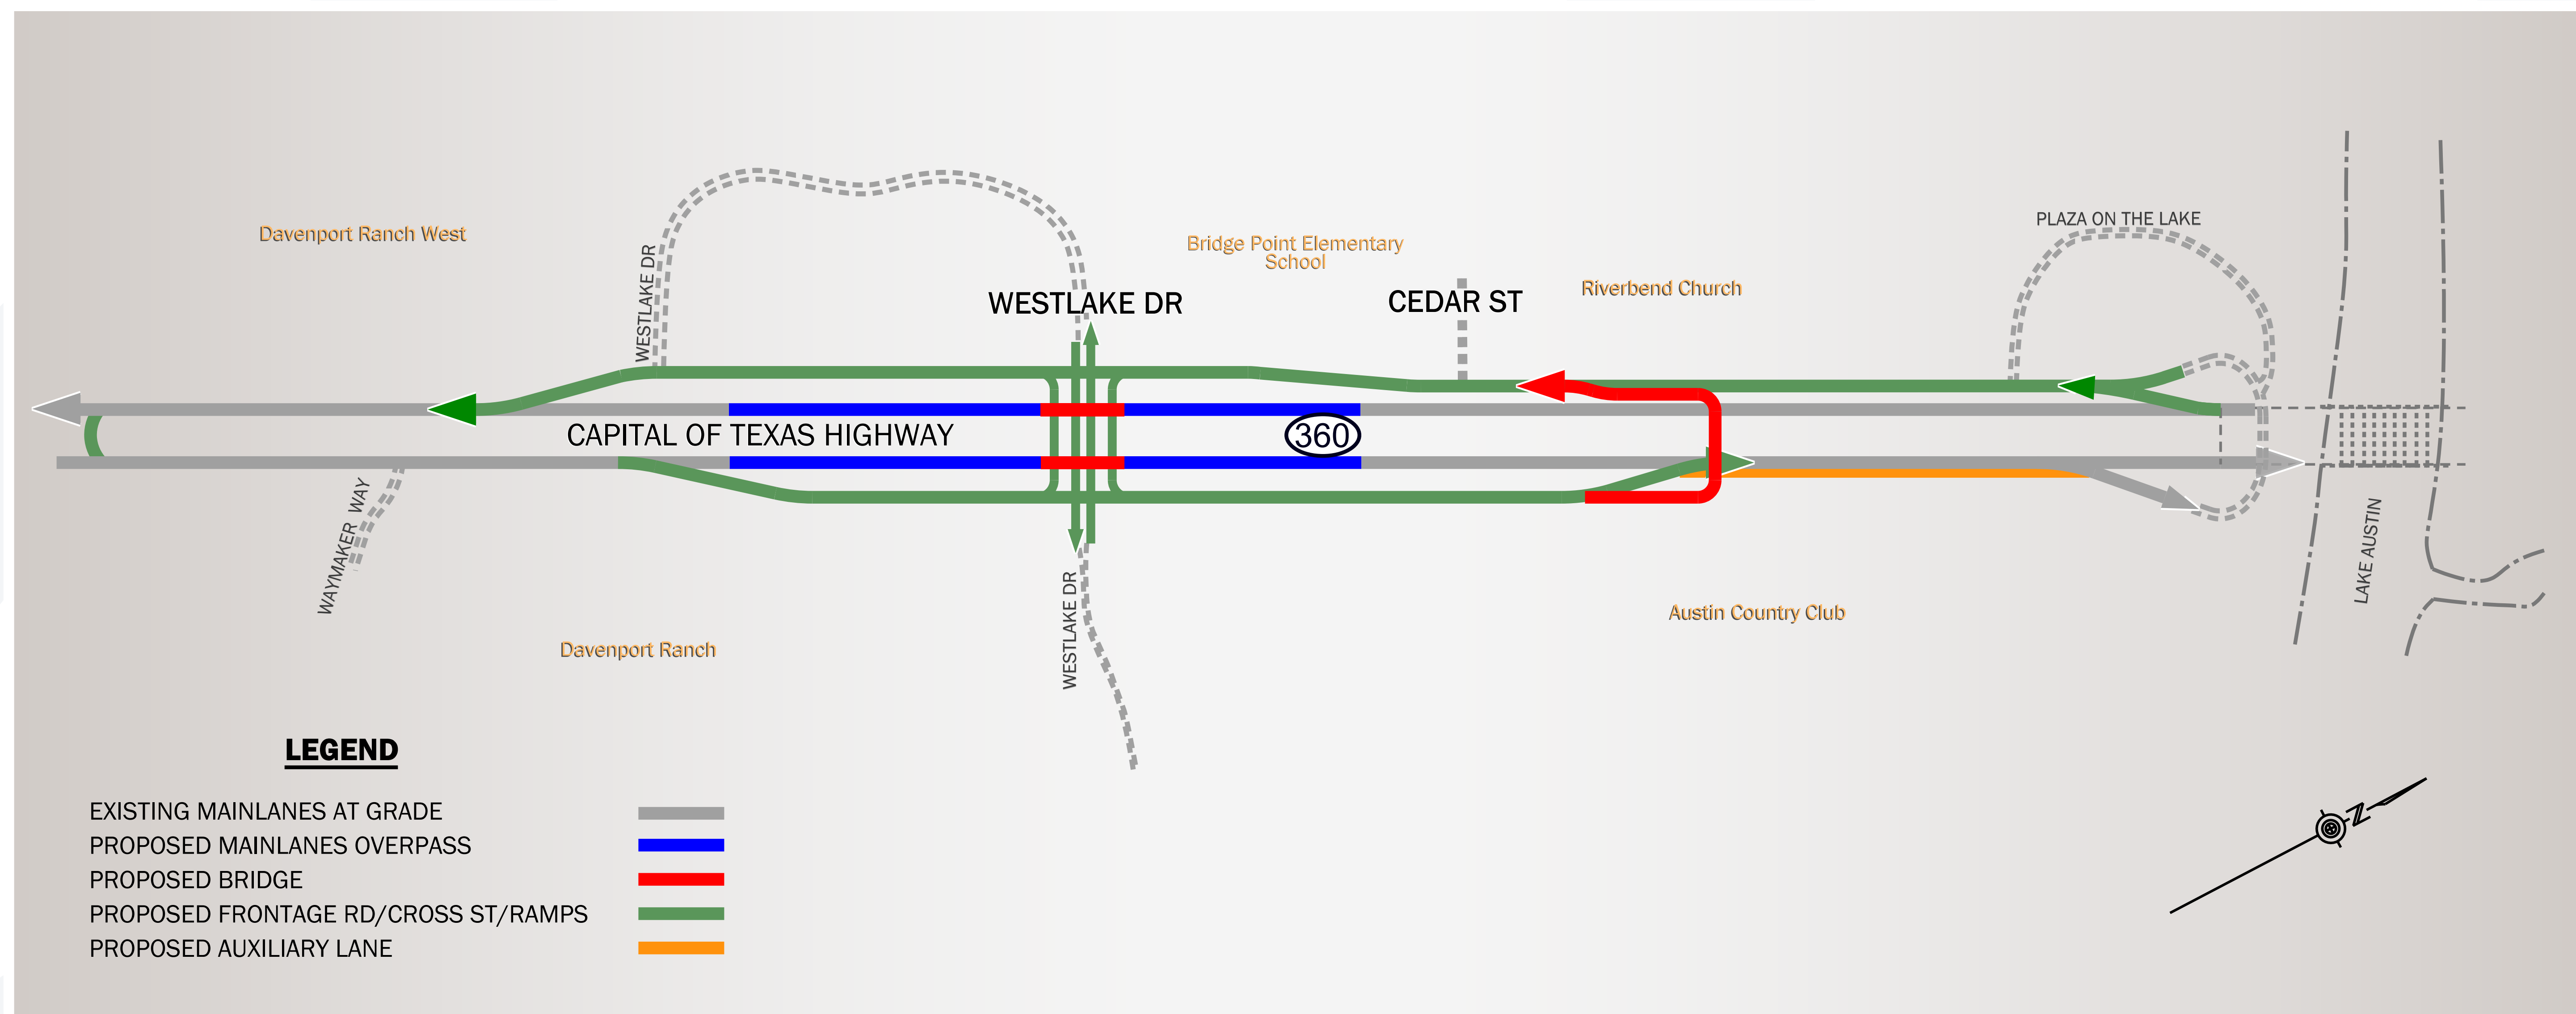 PLAZA ON THE LAKE
Davenport Ranch West
WESTLAKE DR
Bridge Point Elementary
School
Riverbend Church
WESTLAKE DR
CEDAR ST
CAPITAL OF TEXAS HIGHWAY
360
WAYMAKER WAY
LAKE AUSTIN
WESTLAKE DR
Austin Country Club
Davenport Ranch
LEGEND
EXISTING MAINLANES AT GRADE
PROPOSED MAINLANES OVERPASS
PROPOSED BRIDGE
PROPOSED FRONTAGE RD/CROSS ST/RAMPS
PROPOSED AUXILIARY LANE
N